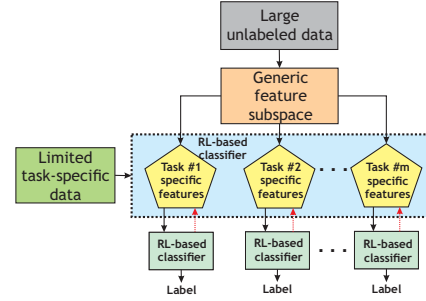 Large
unlabeled data
Generic
feature
subspace
RL-based
classifier
Limited
task-specific
data
Task #1
specific
features
Task #2
specific
features
. . .
Task #m
specific
features
RL-based
classifier
RL-based
classifier
. . .
RL-based
classifier
Label
Label
Label